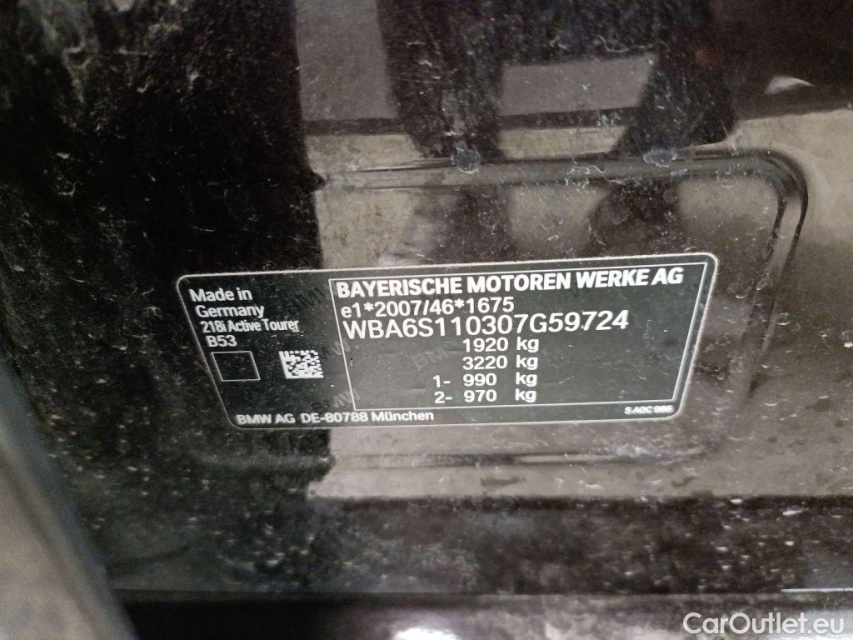 Made in
Germany
218i Active Tourer
B53
BAYERISCHE MOTOREN WERKE AG
e1*2007/46*1675
WBA6S110307G59724
1920 kg
3220 kg
1- 990 kg
2- 970 kg
BMW AG DE-80788 München
CarOutlet.eu